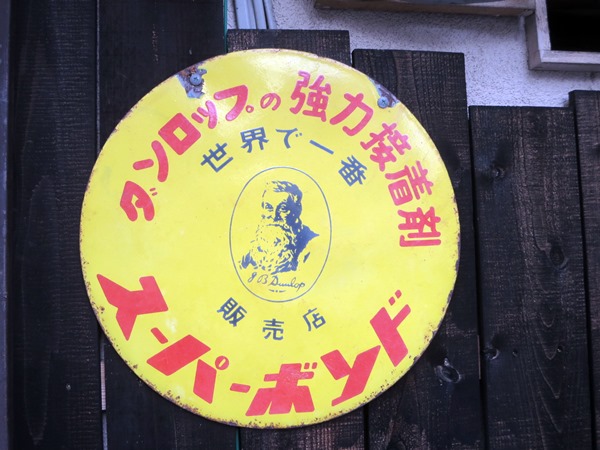 ダンロップの強力接着剤
世界で一番
J B Dunlop
販売店
スーパーボンド